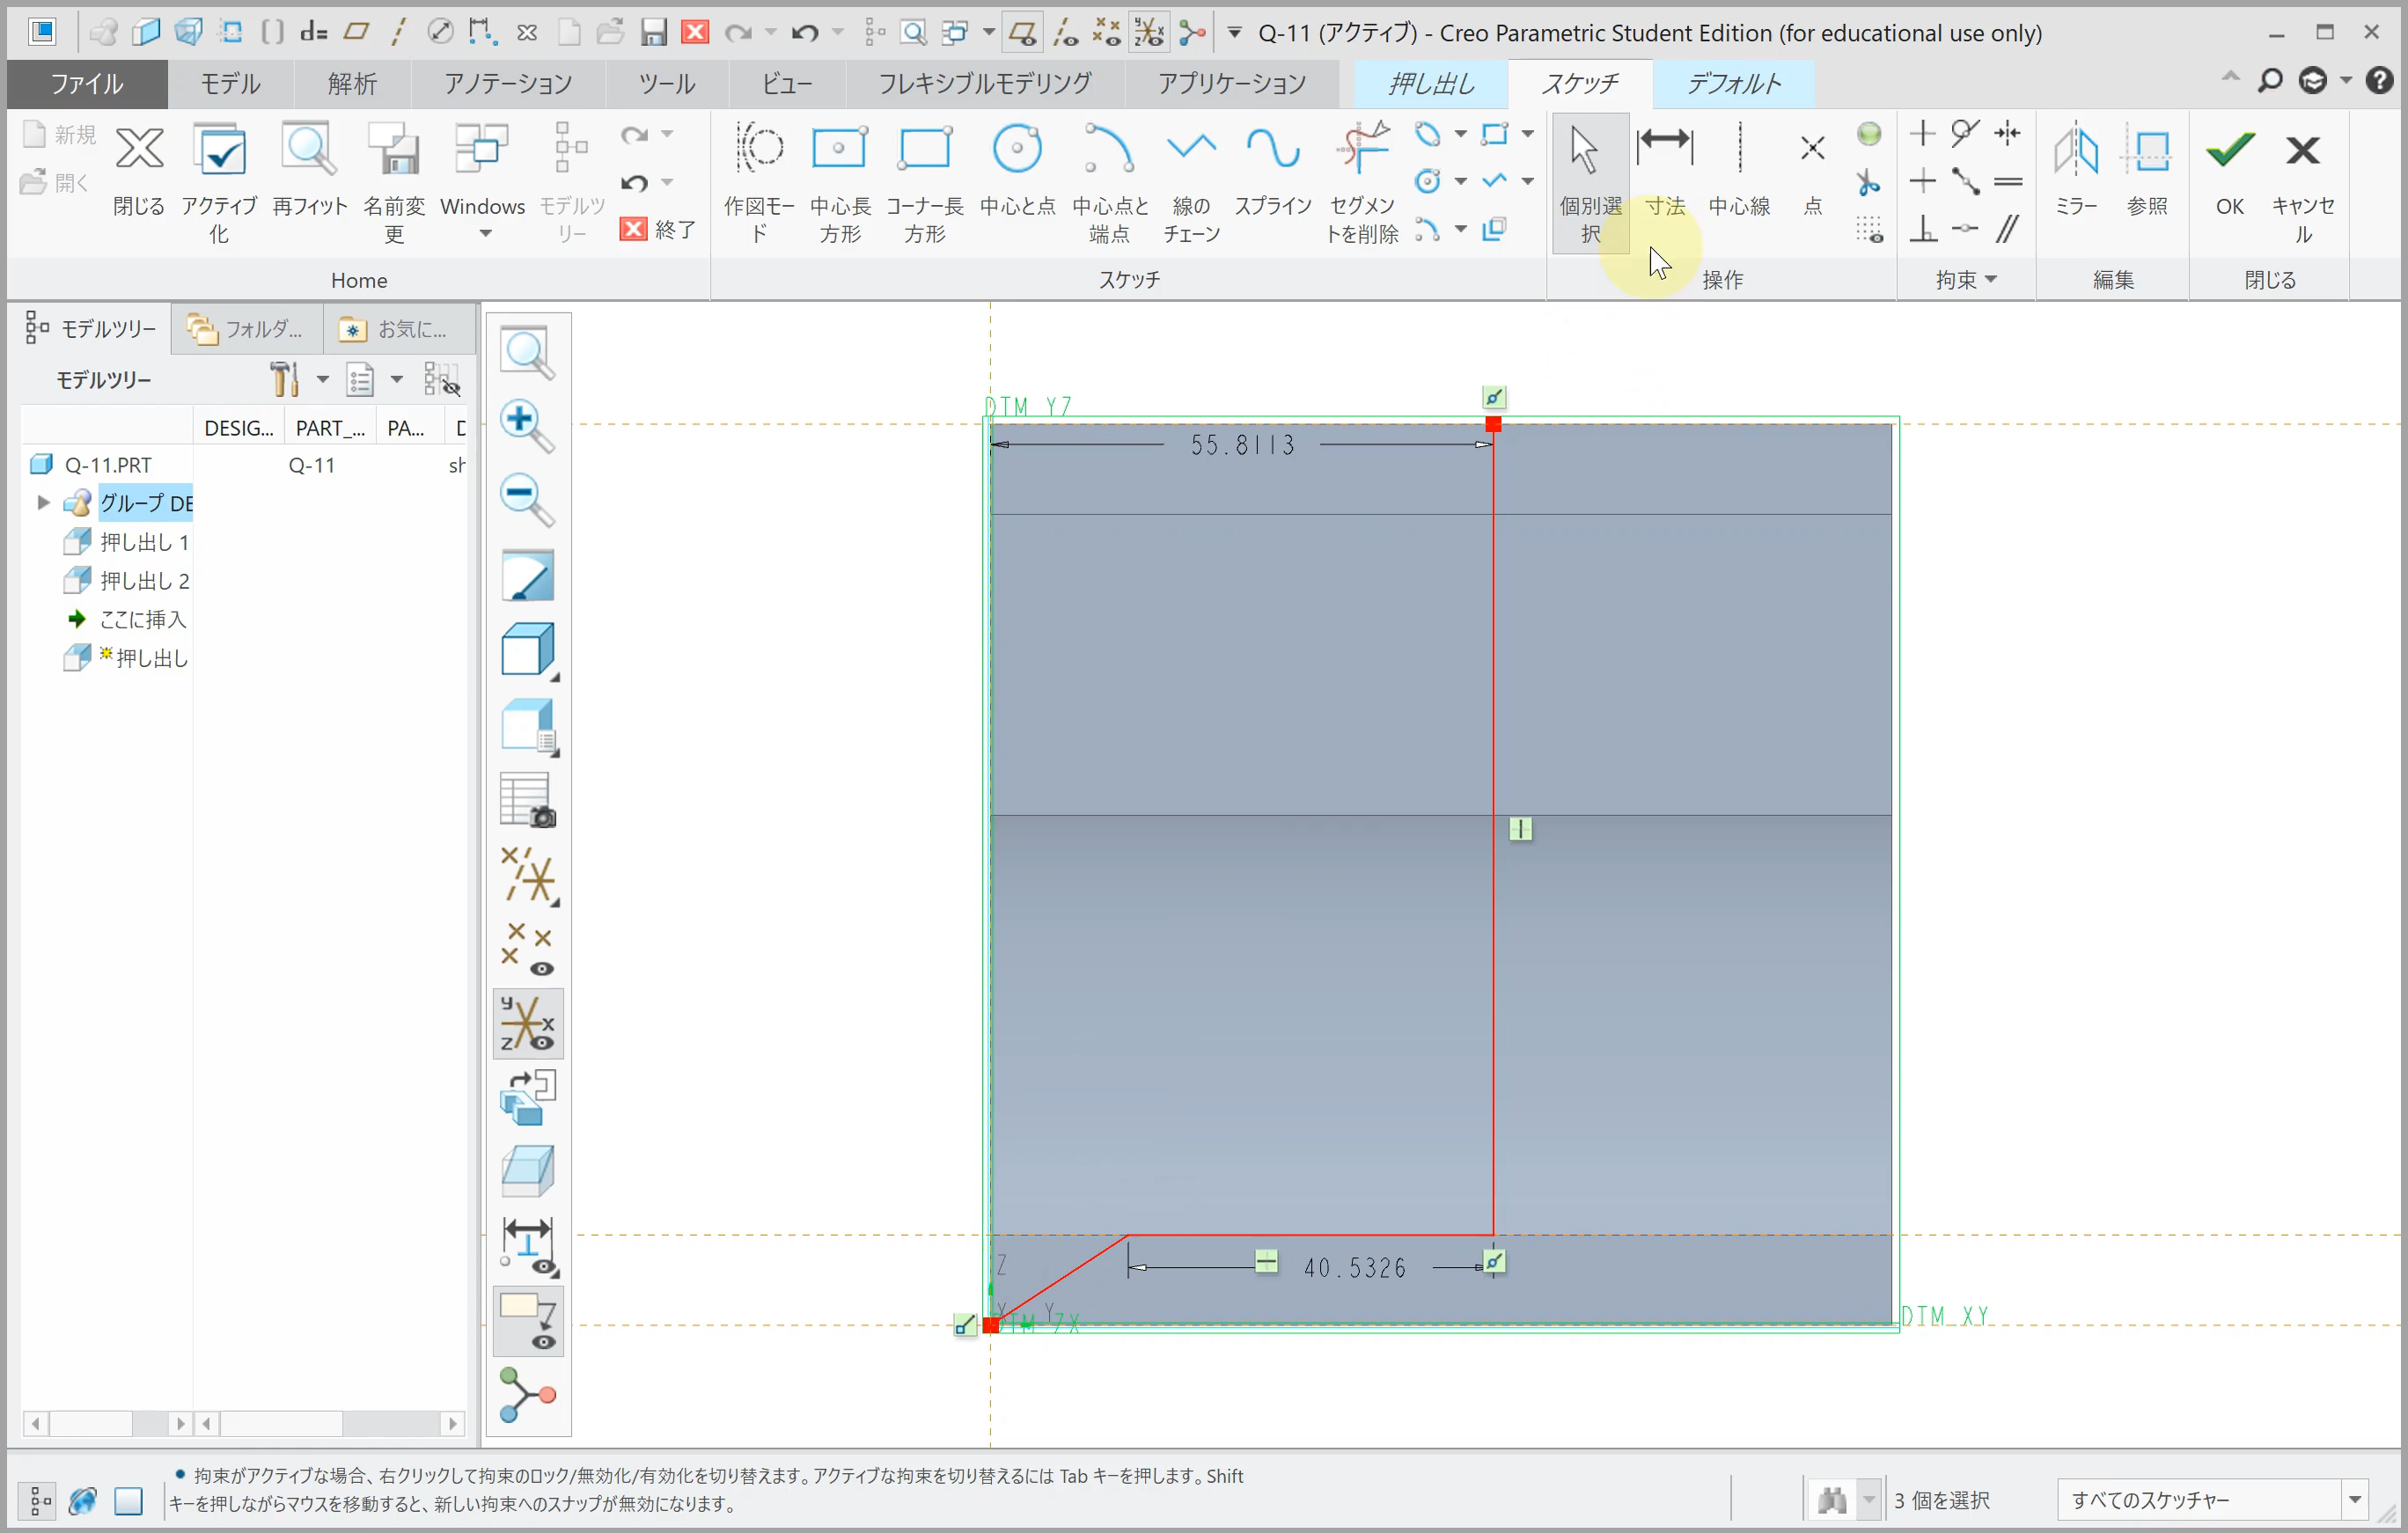 Q-11 (アクティブ) - Creo Parametric Student Edition (for educational use only)
ファイル モデル 解析 アノテーション ツール ビュー フレキシブルモデリング アプリケーション 押し出し スケッチ デフォルト
新規
開く
閉じる
アクティブ
化
再フィット
名前変
更
Windows
モデルツ
リー
終了
作図モー
ド
中心長
方形
コーナー長
方形
中心と点
中心点と
端点
線の
チェーン
スプライン
セグメン
トを削除
個別選
択
寸法
中心線
点
ミラー
参照
OK
キャンセ
ル
Home スケッチ 操作 拘束 編集 閉じる
モデルツリー フォルダ... お気に...
モデルツリー
DESIG... PART_... PA...
Q-11.PRT Q-11 sh
グループ DE
押し出し 1
押し出し 2
ここに挿入
押し出し
DTM YZ
55.8113
40.5326
Z
X Y
DTM ZX
DTM XY
拘束がアクティブな場合、右クリックして拘束のロック/無効化/有効化を切り替えます。アクティブな拘束を切り替えるには Tab キーを押します。Shift
キーを押しながらマウスを移動すると、新しい拘束へのスナップが無効になります。
3 個を選択
すべてのスケッチャー